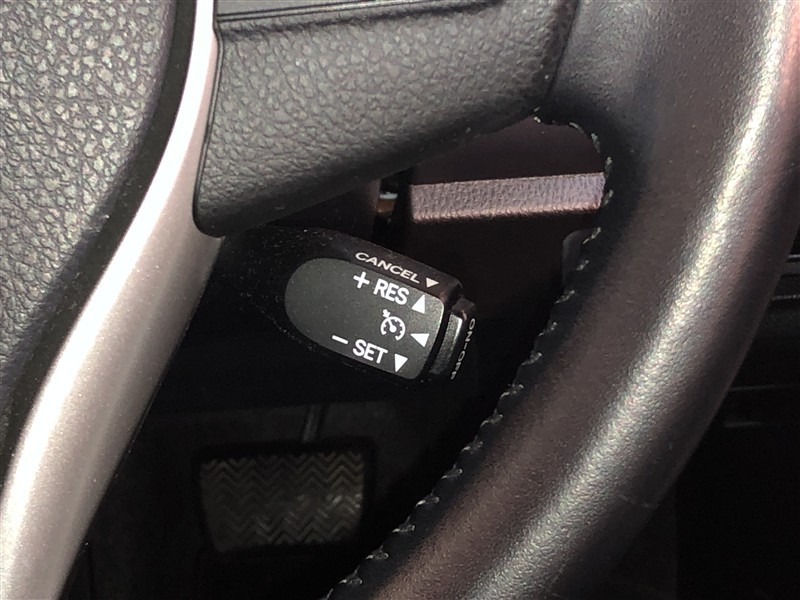 CANCEL ▼
+ RES ▲
◀
− SET ▼
ON-OFF